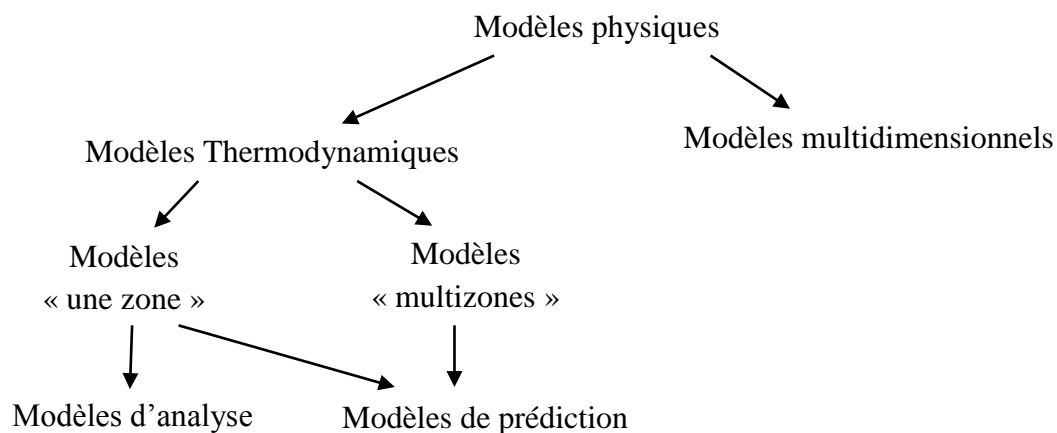 Modèles physiques
Modèles multidimensionnels
Modèles Thermodynamiques
Modèles
« une zone »
Modèles
« multizones »
Modèles d’analyse
Modèles de prédiction